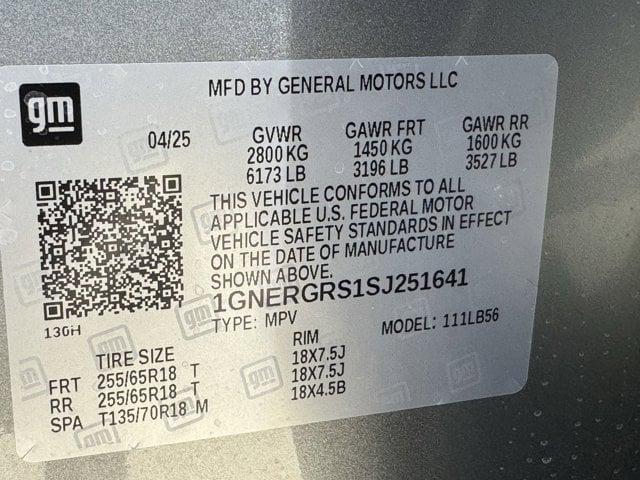 gm
MFD BY GENERAL MOTORS LLC
04/25 GVWR GAWR FRT GAWR RR
2800 KG 1450 KG 1600 KG
6173 LB 3196 LB 3527 LB
THIS VEHICLE CONFORMS TO ALL
APPLICABLE U.S. FEDERAL MOTOR
VEHICLE SAFETY STANDARDS IN EFFECT
ON THE DATE OF MANUFACTURE
SHOWN ABOVE.
1GNERGRS1SJ251641
130H
TYPE: MPV MODEL: 111LB56
TIRE SIZE RIM
FRT 255/65R18 T 18X7.5J
RR 255/65R18 T 18X7.5J
SPA T135/70R18 M 18X4.5B